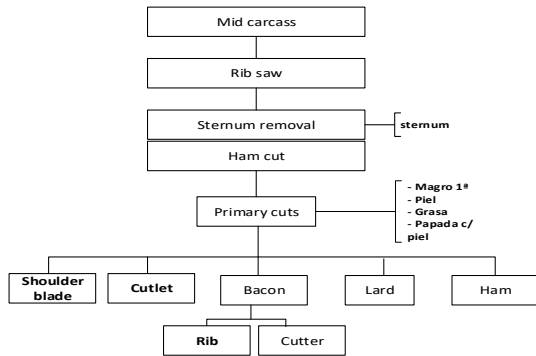 Mid carcass
Rib saw
Sternum removal
sternum
Ham cut
Primary cuts
- Magro 1ª
- Piel
- Grasa
- Papada c/
piel
Shoulder
blade
Cutlet
Bacon
Lard
Ham
Rib
Cutter